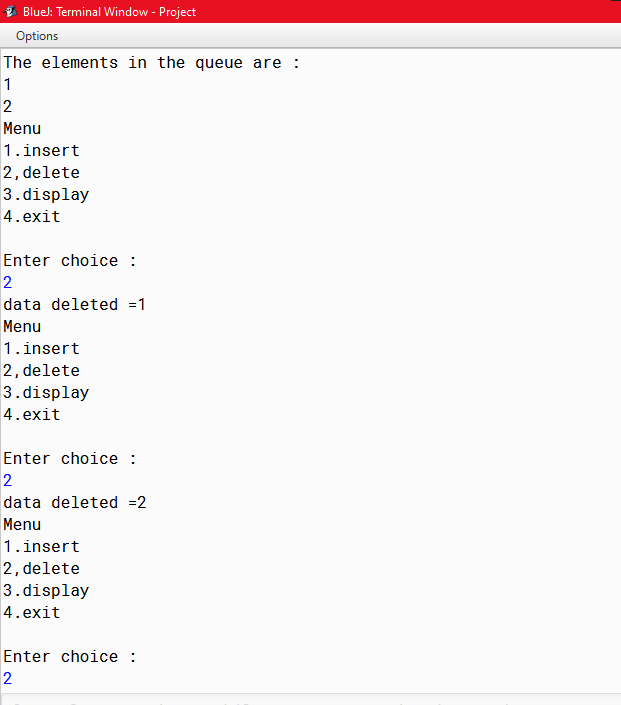 BlueJ: Terminal Window - Project
Options
The elements in the queue are :
1
2
Menu
1.insert
2,delete
3.display
4.exit
Enter choice :
2
data deleted =1
Menu
1.insert
2,delete
3.display
4.exit
Enter choice :
2
data deleted =2
Menu
1.insert
2,delete
3.display
4.exit
Enter choice :
2